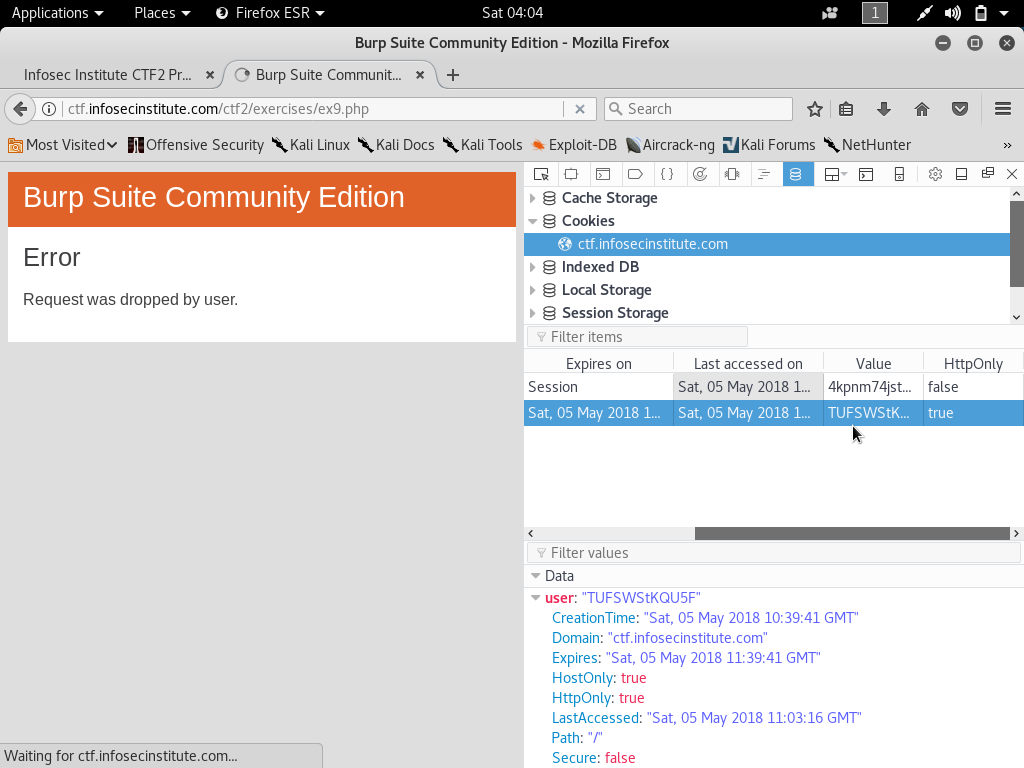 Applications Places Firefox ESR Sat 04:04 1
Burp Suite Community Edition - Mozilla Firefox
Infosec Institute CTF2 Pr... Burp Suite Communit...
ctf.infosecinstitute.com/ctf2/exercises/ex9.php Search
Most Visited Offensive Security Kali Linux Kali Docs Kali Tools Exploit-DB Aircrack-ng Kali Forums NetHunter »
Burp Suite Community Edition
Error
Request was dropped by user.
Waiting for ctf.infosecinstitute.com...
Cache Storage
Cookies
ctf.infosecinstitute.com
Indexed DB
Local Storage
Session Storage
Filter items
Expires on Last accessed on Value HttpOnly
Session Sat, 05 May 2018 1... 4kpnm74jst... false
Sat, 05 May 2018 1... Sat, 05 May 2018 1... TUFSWStK... true
Filter values
Data
user: "TUFSWStKQU5F"
CreationTime: "Sat, 05 May 2018 10:39:41 GMT"
Domain: "ctf.infosecinstitute.com"
Expires: "Sat, 05 May 2018 11:39:41 GMT"
HostOnly: true
HttpOnly: true
LastAccessed: "Sat, 05 May 2018 11:03:16 GMT"
Path: "/"
Secure: false